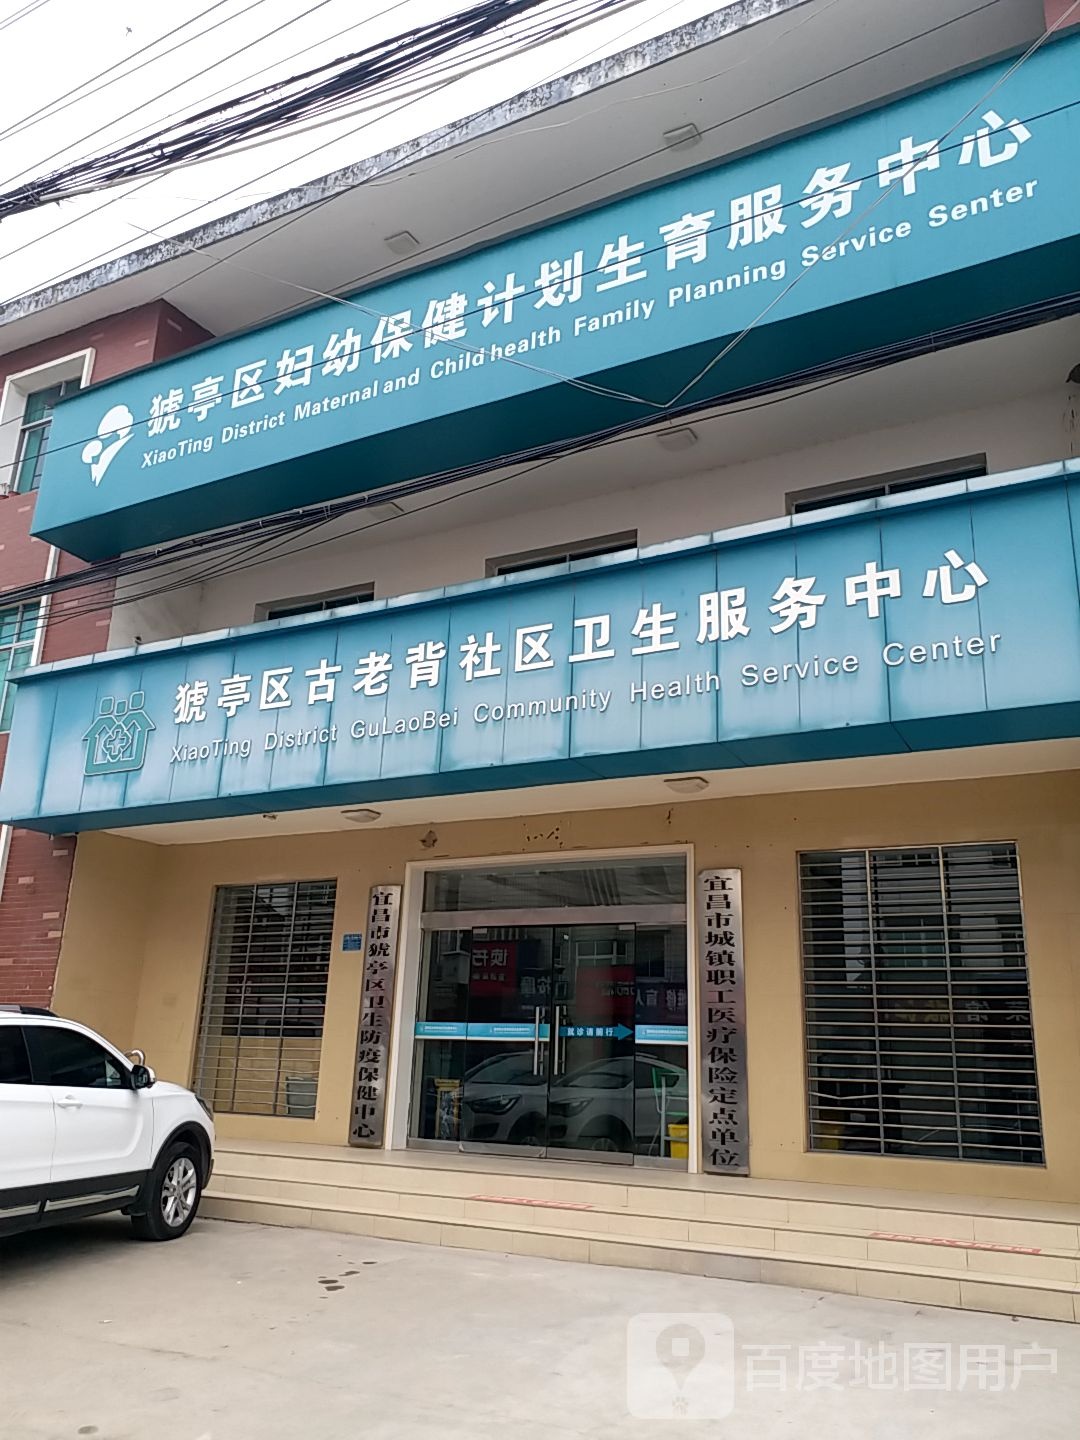 猇亭区妇幼保健计划生育服务中心
XiaoTing District Maternal and Child health Family Planning Service Senter
猇亭区古老背社区卫生服务中心
XiaoTing District GuLaoBei Community Health Service Center
宜昌市猇亭区卫生防疫保健中心
宜昌市城镇职工医疗保险定点单位
就诊请前行
百度地图用户